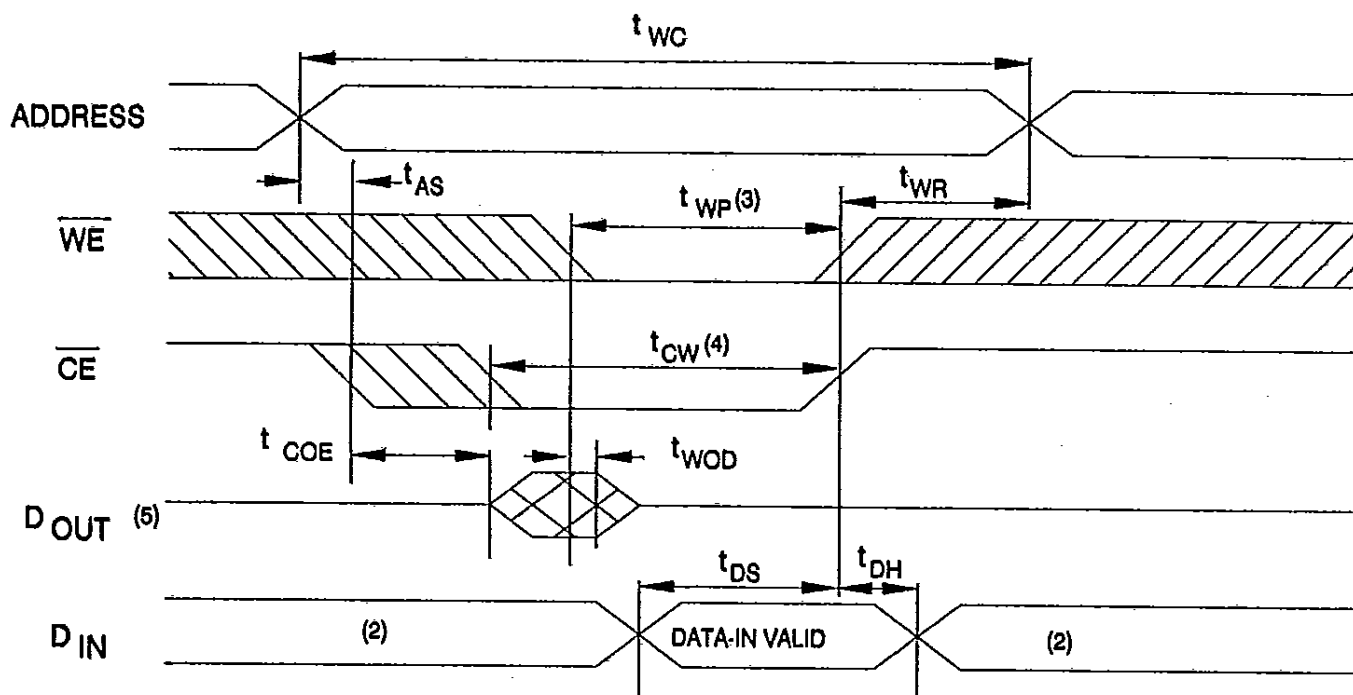 t WC
ADDRESS
t AS
t WP (3)
t WR
WE
CE
t CW (4)
t COE
t WOD
D OUT (5)
t DS
t DH
D IN
(2)
DATA-IN VALID
(2)